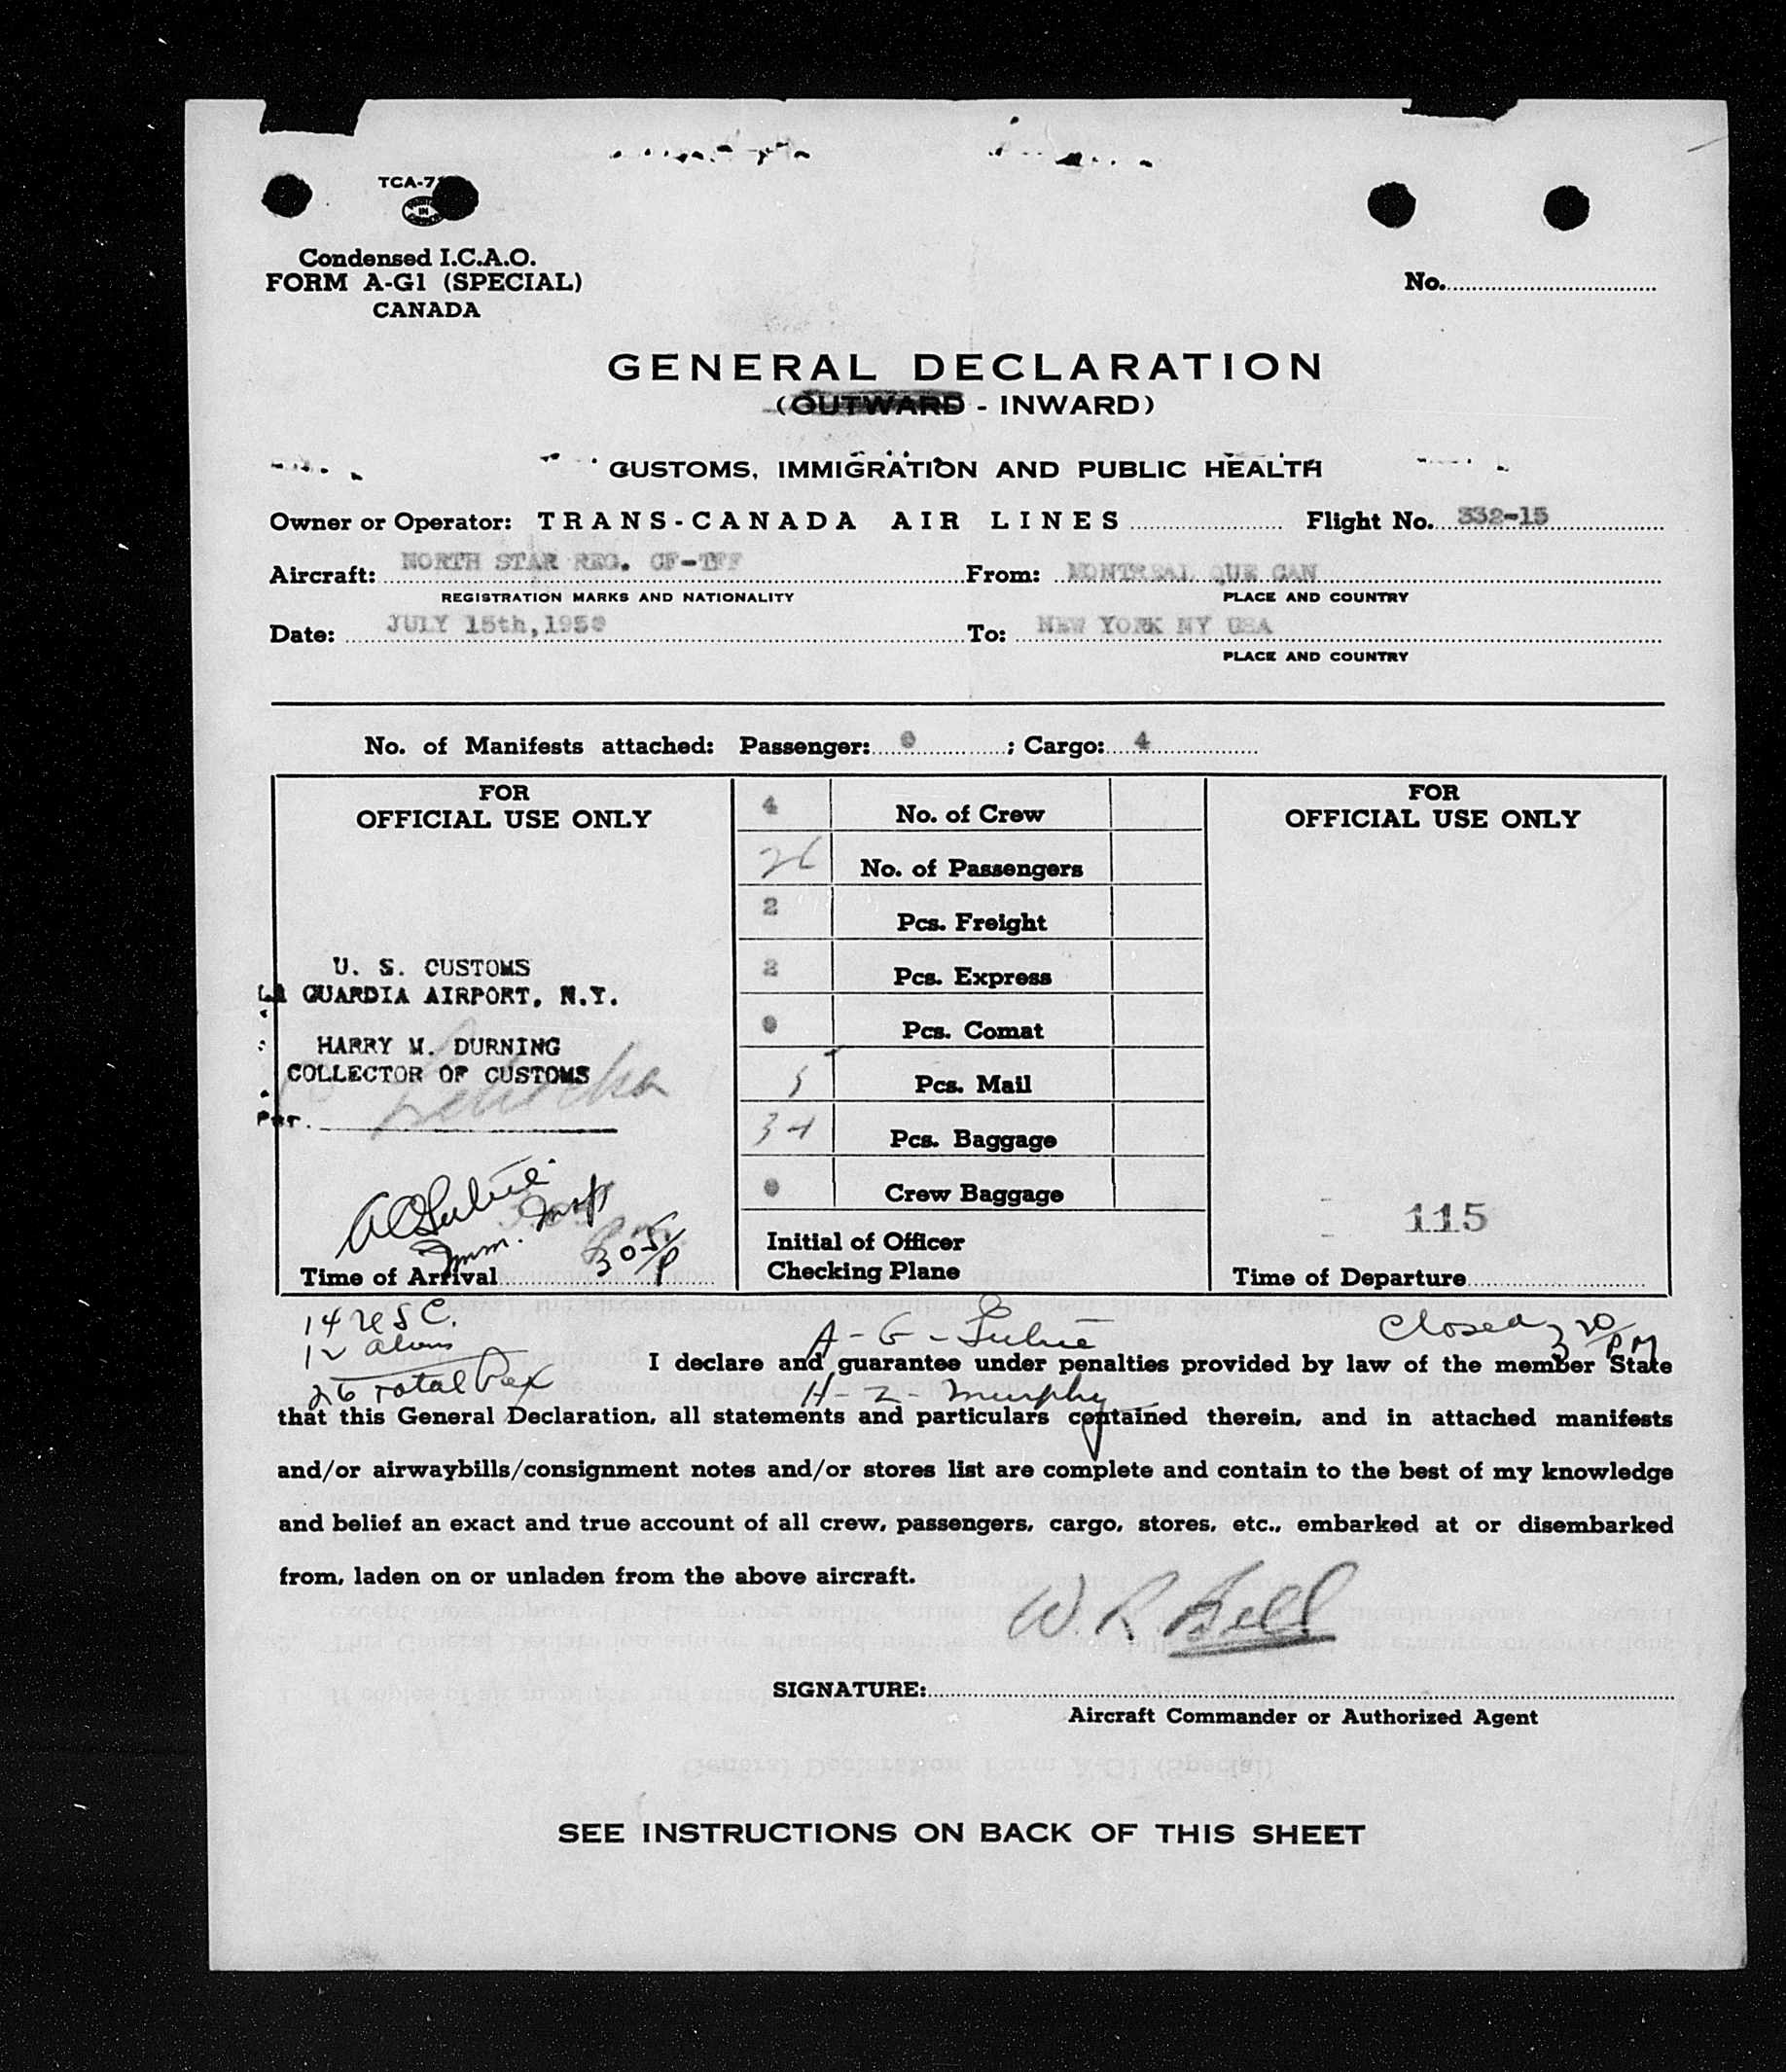 TCA-7
IN
Condensed I.C.A.O.
FORM A-G1 (SPECIAL)
CANADA
No.
GENERAL DECLARATION
(OUTWARD - INWARD)
CUSTOMS, IMMIGRATION AND PUBLIC HEALTH
Owner or Operator: TRANS-CANADA AIR LINES Flight No. 332-15
Aircraft: NORTH STAR REG. CF-TFF From: MONTREAL QUE CAN
REGISTRATION MARKS AND NATIONALITY PLACE AND COUNTRY
Date: JULY 15th, 1950 To: NEW YORK NY USA
PLACE AND COUNTRY
No. of Manifests attached: Passenger: 0 ; Cargo: 4
FOR
OFFICIAL USE ONLY
U. S. CUSTOMS
LA GUARDIA AIRPORT, N.Y.
HARRY M. DURNING
COLLECTOR OF CUSTOMS
Per.
Imm. Insp
305/P
Time of Arrival
4 No. of Crew
26 No. of Passengers
2 Pcs. Freight
2 Pcs. Express
0 Pcs. Comat
5 Pcs. Mail
34 Pcs. Baggage
0 Crew Baggage
Initial of Officer
Checking Plane
FOR
OFFICIAL USE ONLY
115
Time of Departure
14 USC.
12 aliens
26 Total Pax
A - G -
H - Z - Murphy
Closed 320/PM
I declare and guarantee under penalties provided by law of the member State
that this General Declaration, all statements and particulars contained therein, and in attached manifests
and/or airwaybills/consignment notes and/or stores list are complete and contain to the best of my knowledge
and belief an exact and true account of all crew, passengers, cargo, stores, etc., embarked at or disembarked
from, laden on or unladen from the above aircraft.
W. R. Bell
SIGNATURE:
Aircraft Commander or Authorized Agent
SEE INSTRUCTIONS ON BACK OF THIS SHEET